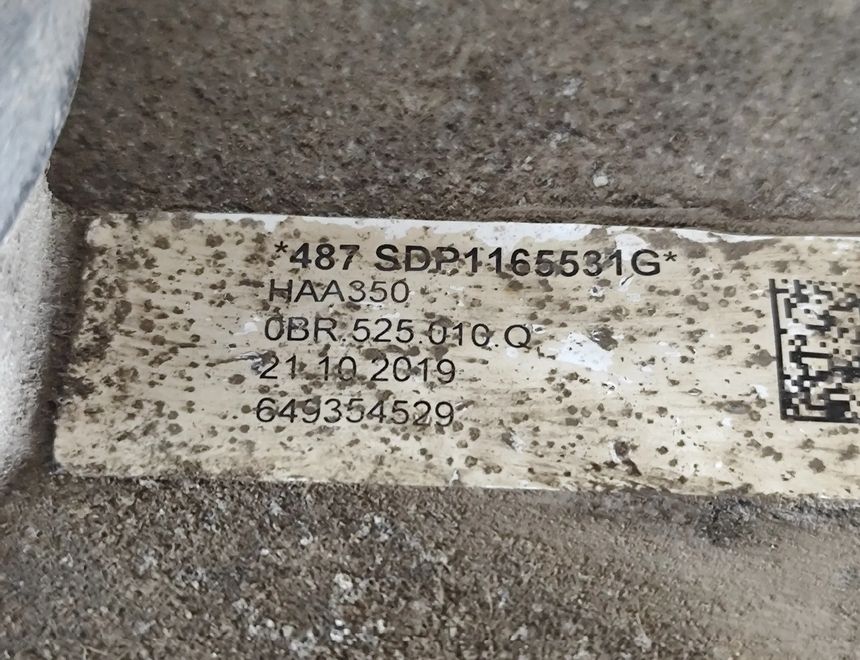 *487 SDP1165531G*
HAA350
0BR.525.010.Q
21.10.2019
649354529